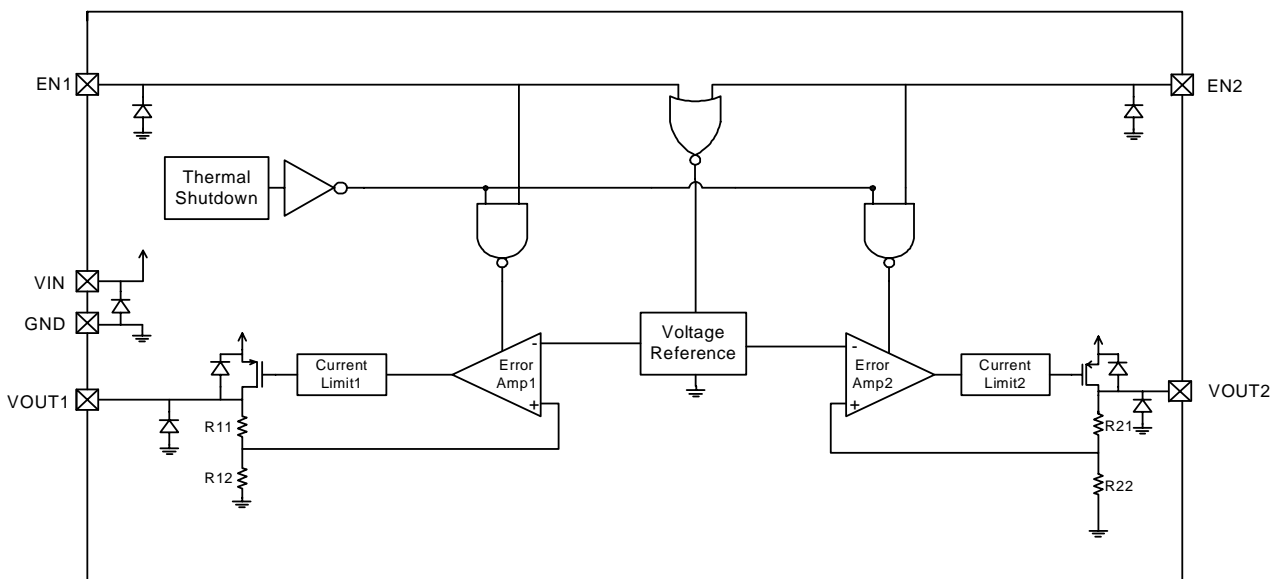 EN1
EN2
Thermal
Shutdown
VIN
GND
VOUT1
VOUT2
Current
Limit1
-
Error
Amp1
+
Voltage
Reference
-
Error
Amp2
+
Current
Limit2
R11
R12
R21
R22